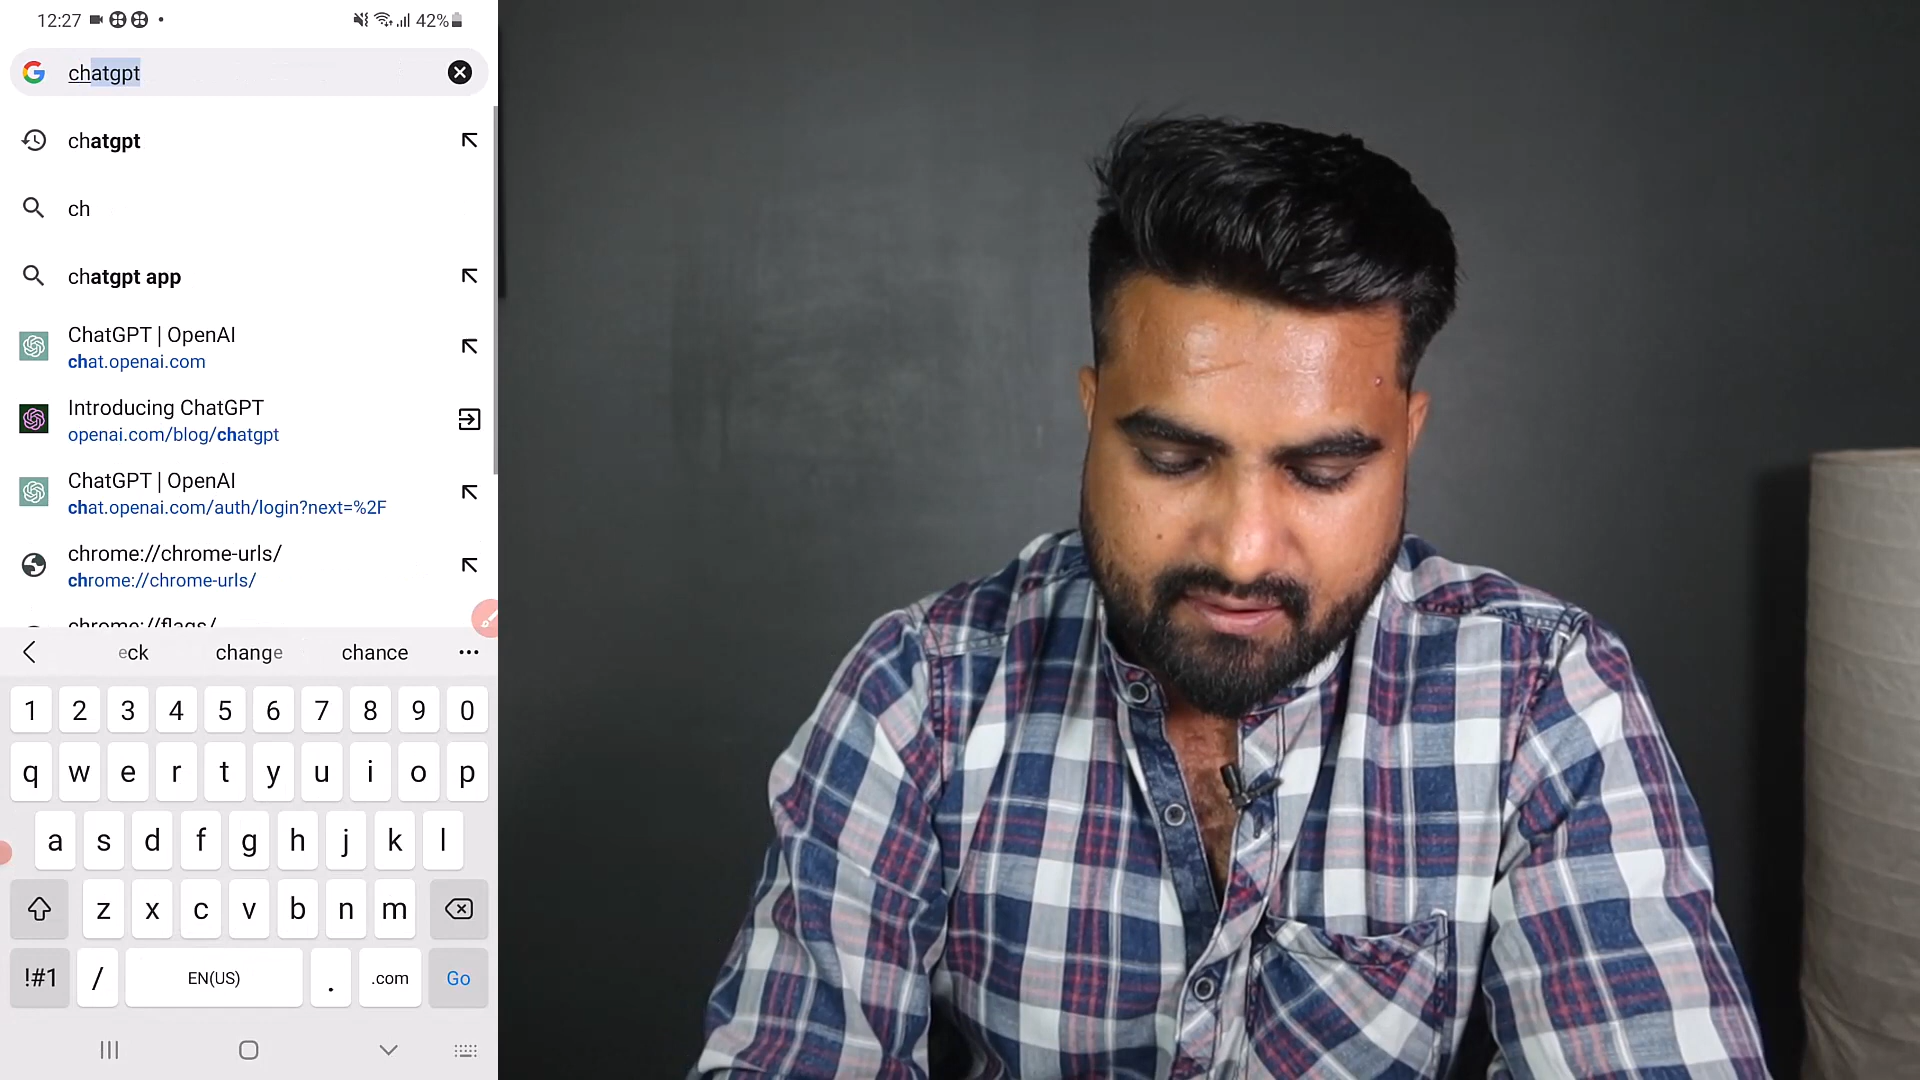 12:27
42%
chatgpt
chatgpt
ch
chatgpt app
ChatGPT | OpenAI
chat.openai.com
Introducing ChatGPT
openai.com/blog/chatgpt
ChatGPT | OpenAI
chat.openai.com/auth/login?next=%2F
chrome://chrome-urls/
chrome://chrome-urls/
chrome://flags/
eck change chance
1 2 3 4 5 6 7 8 9 0
q w e r t y u i o p
a s d f g h j k l
z x c v b n m
!#1 / EN(US) . .com Go